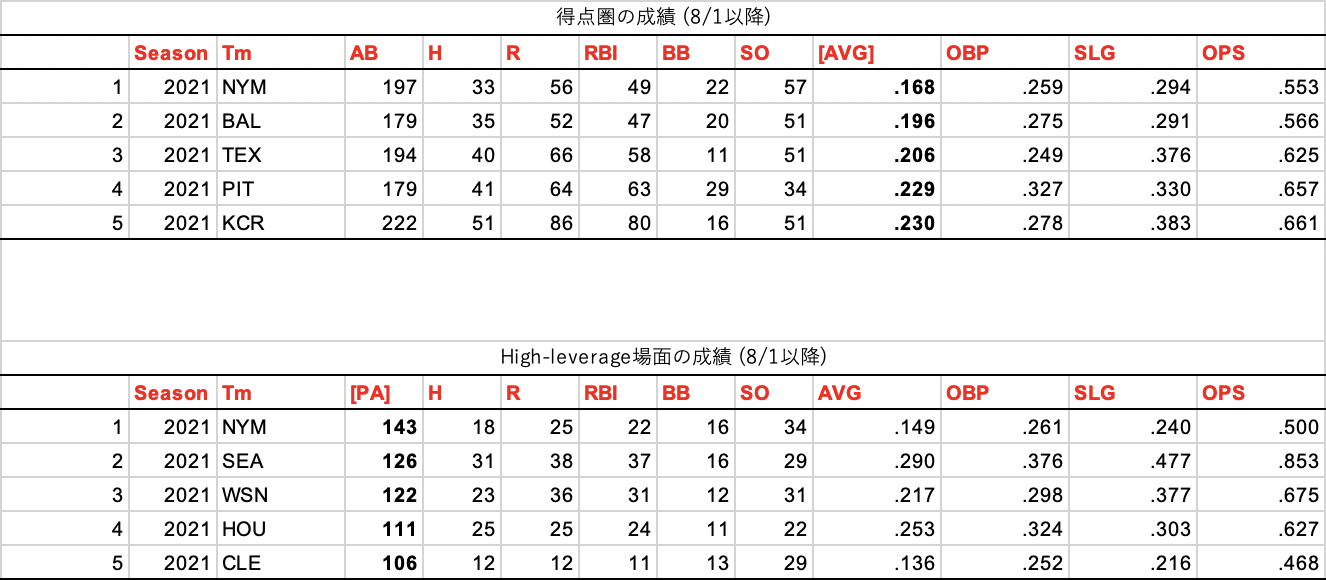 得点圏の成績 (8/1以降)
Season Tm AB H R RBI BB SO [AVG] OBP SLG OPS
1 2021 NYM 197 33 56 49 22 57 .168 .259 .294 .553
2 2021 BAL 179 35 52 47 20 51 .196 .275 .291 .566
3 2021 TEX 194 40 66 58 11 51 .206 .249 .376 .625
4 2021 PIT 179 41 64 63 29 34 .229 .327 .330 .657
5 2021 KCR 222 51 86 80 16 51 .230 .278 .383 .661
High-leverage場面の成績 (8/1以降)
Season Tm [PA] H R RBI BB SO AVG OBP SLG OPS
1 2021 NYM 143 18 25 22 16 34 .149 .261 .240 .500
2 2021 SEA 126 31 38 37 16 29 .290 .376 .477 .853
3 2021 WSN 122 23 36 31 12 31 .217 .298 .377 .675
4 2021 HOU 111 25 25 24 11 22 .253 .324 .303 .627
5 2021 CLE 106 12 12 11 13 29 .136 .252 .216 .468